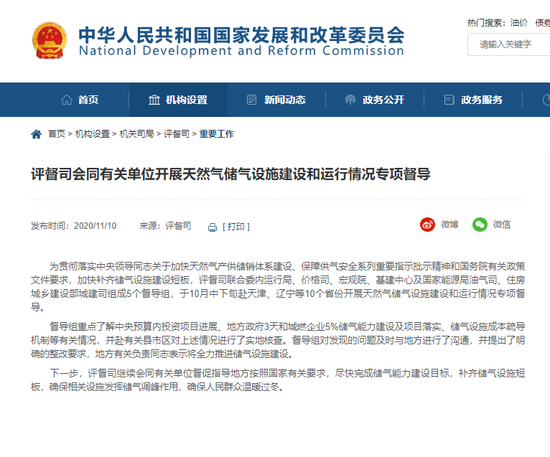 热门搜索：油价 债券
中华人民共和国国家发展和改革委员会
National Development and Reform Commission
请输入关键字
首页
机构设置
新闻动态
政务公开
政务服务
首页 > 机构设置 > 机关司局 > 评督司 > 重要工作
评督司会同有关单位开展天然气储气设施建设和运行情况专项督导
发布时间：2020/11/10 来源：评督司 [ 打印 ] 微博 微信
为贯彻落实中央领导同志关于加快天然气产供储销体系建设、保障供气安全系列重要指示批示精神和国务院有关政策
文件要求，加快补齐储气设施建设短板，评督司联合委内运行局、价格司、宏观院、基建中心及国家能源局油气司、住房
城乡建设部城建司组成5个督导组，于10月中下旬赴天津、辽宁等10个省份开展天然气储气设施建设和运行情况专项督
导。
督导组重点了解中央预算内投资项目进展、地方政府3天和城燃企业5%储气能力建设及项目落实、储气设施成本疏导
机制等有关情况，并赴有关县市区对上述情况进行了实地核查。督导组对发现的问题及时与地方进行了沟通，并提出了明
确的整改要求，地方有关负责同志表示将全力推进储气设施建设。
下一步，评督司继续会同有关单位督促指导地方按照国家有关要求，尽快完成储气能力建设目标，补齐储气设施短
板，确保相关设施发挥储气调峰作用，确保人民群众温暖过冬。